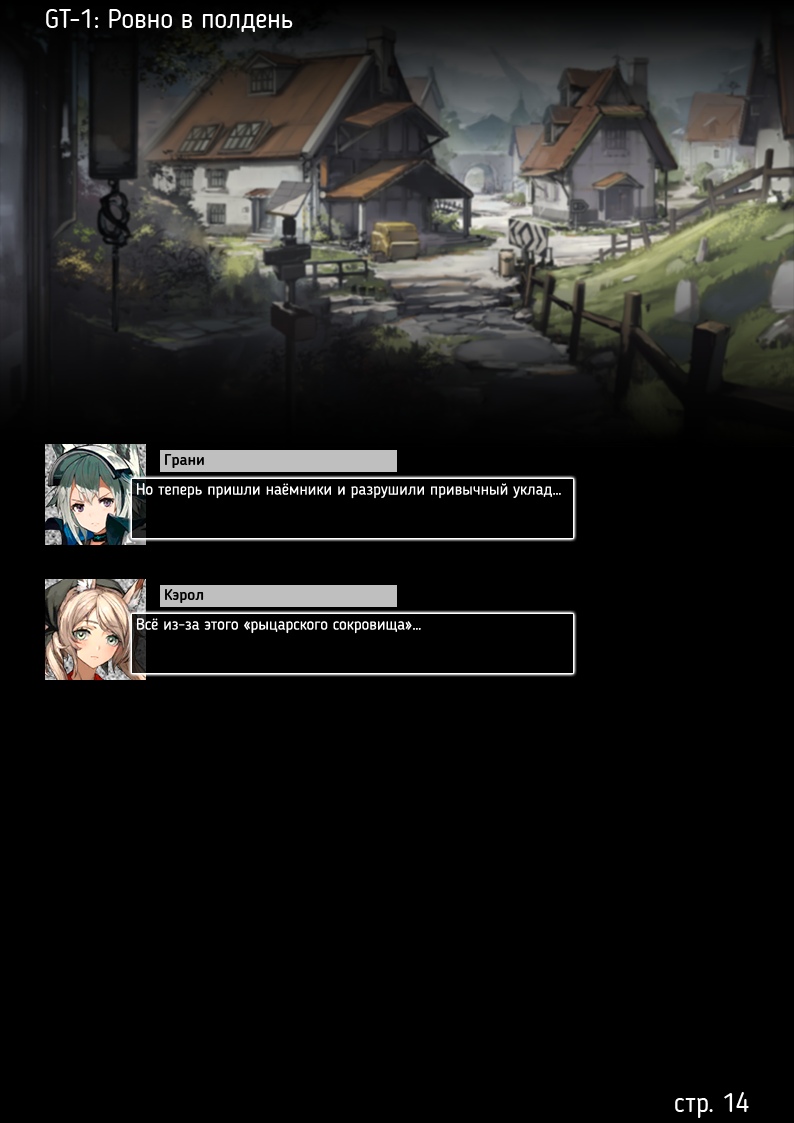 GT-1: Ровно в полдень
Грани
Но теперь пришли наёмники и разрушили привычный уклад...
Кэрол
Всё из-за этого «рыцарского сокровища»...
стр. 14